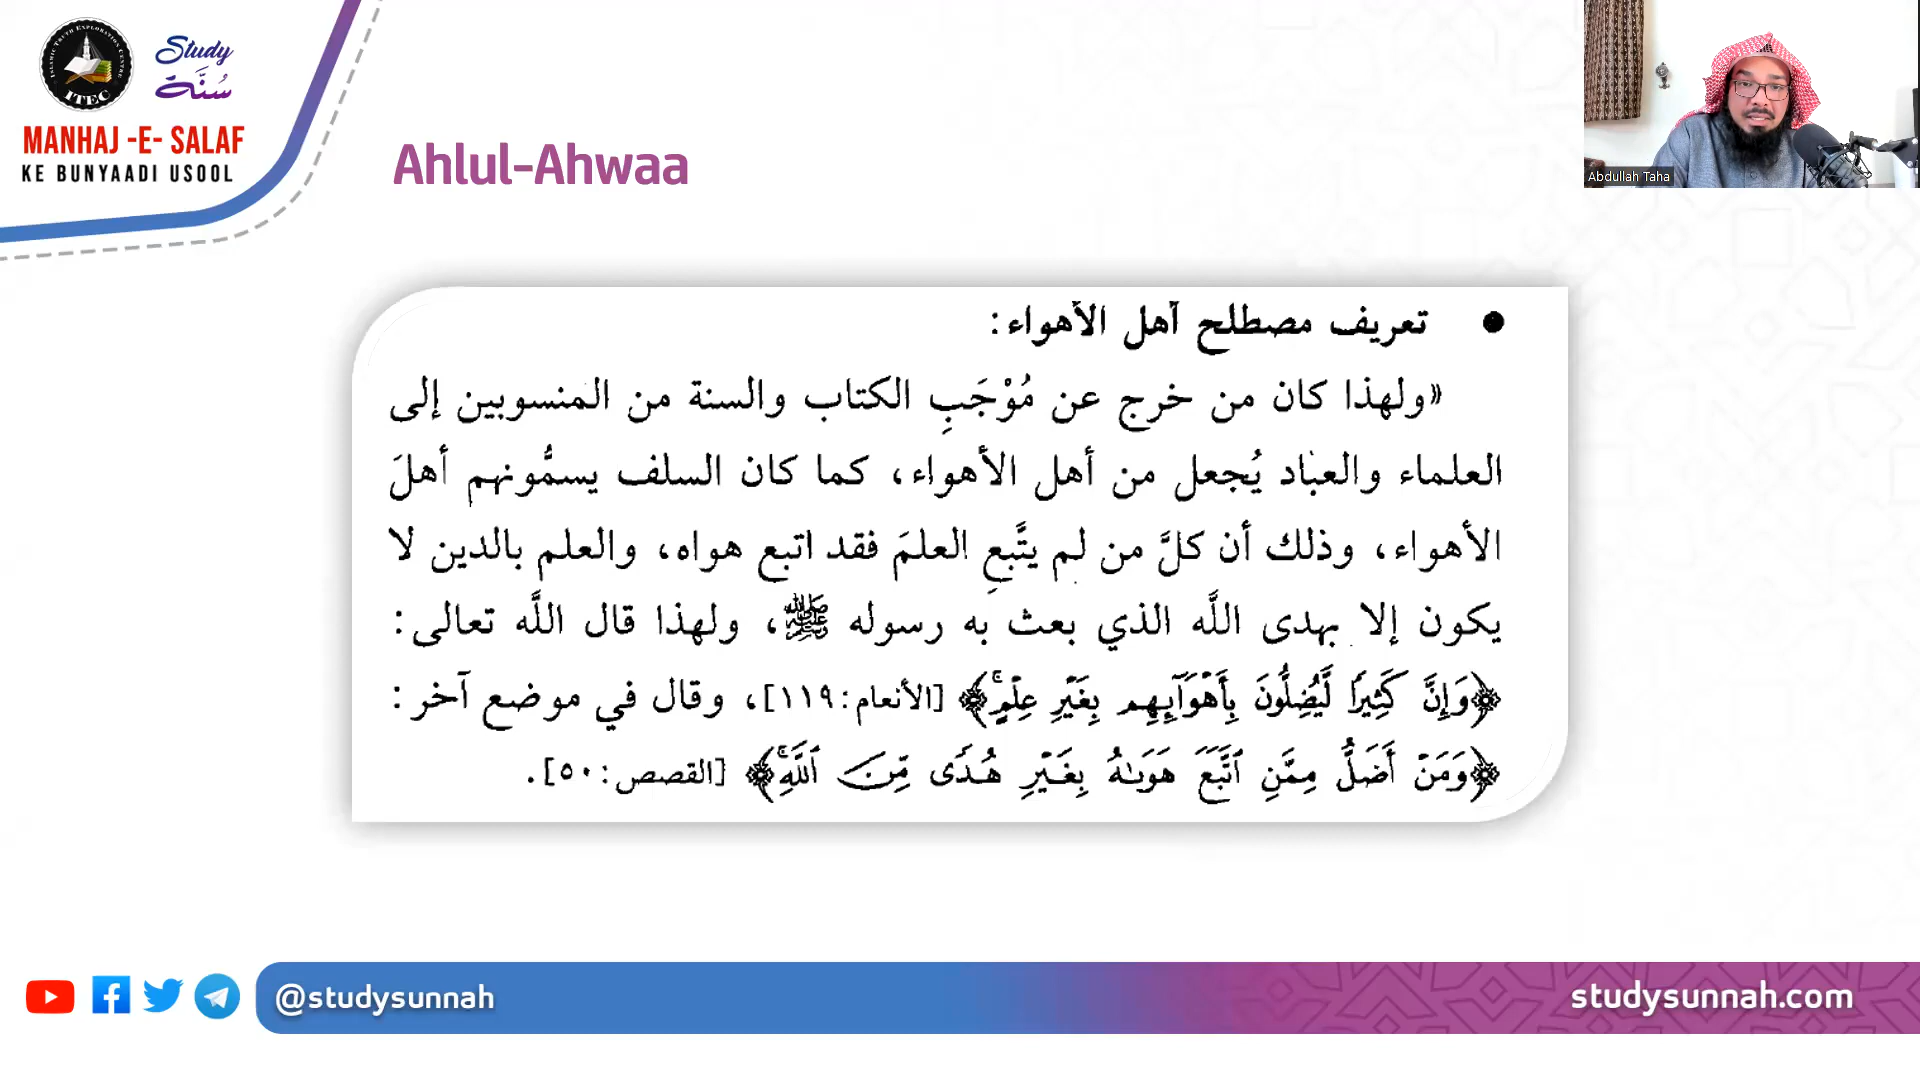 Study
سُنَّة
ITEC
MANHAJ -E- SALAF
KE BUNYAADI USOOL
Ahlul-Ahwaa
Abdullah Taha
• تعريف مصطلح أهل الأهواء:
«ولهذا كان من خرج عن مُوْجَبِ الكتاب والسنة من المنسوبين إلى
العلماء والعباد يُجعل من أهل الأهواء، كما كان السلف يسمُّونهم أهلَ
الأهواء، وذلك أن كلَّ من لم يتَّبعِ العلمَ فقد اتبع هواه، والعلم بالدين لا
يكون إلا بهدى اللَّه الذي بعث به رسوله ﷺ، ولهذا قال اللَّه تعالى:
﴿وَإِنَّ كَثِيرًا لَّيُضِلُّونَ بِأَهْوَآئِهِم بِغَيْرِ عِلْمٍ ۚ﴾ [الأنعام: ١١٩]، وقال في موضع آخر:
﴿وَمَنْ أَضَلُّ مِمَّنِ ٱتَّبَعَ هَوَىٰهُ بِغَيْرِ هُدًى مِّنَ ٱللَّهِ ۚ﴾ [القصص: ٥٠].
@studysunnah
studysunnah.com